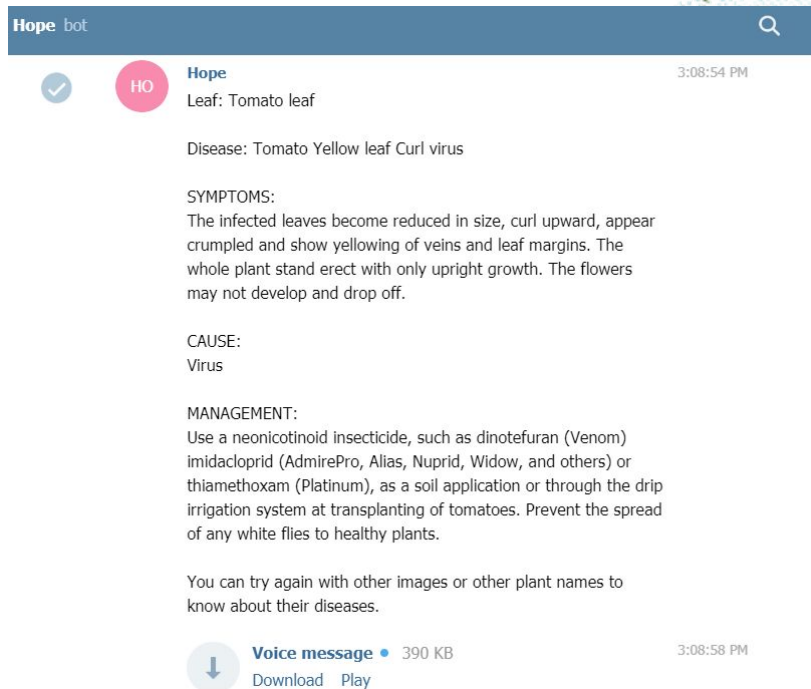 Hope bot
HO
Hope 3:08:54 PM
Leaf: Tomato leaf
Disease: Tomato Yellow leaf Curl virus
SYMPTOMS:
The infected leaves become reduced in size, curl upward, appear
crumpled and show yellowing of veins and leaf margins. The
whole plant stand erect with only upright growth. The flowers
may not develop and drop off.
CAUSE:
Virus
MANAGEMENT:
Use a neonicotinoid insecticide, such as dinotefuran (Venom)
imidacloprid (AdmirePro, Alias, Nuprid, Widow, and others) or
thiamethoxam (Platinum), as a soil application or through the drip
irrigation system at transplanting of tomatoes. Prevent the spread
of any white flies to healthy plants.
You can try again with other images or other plant names to
know about their diseases.
Voice message 390 KB 3:08:58 PM
Download Play